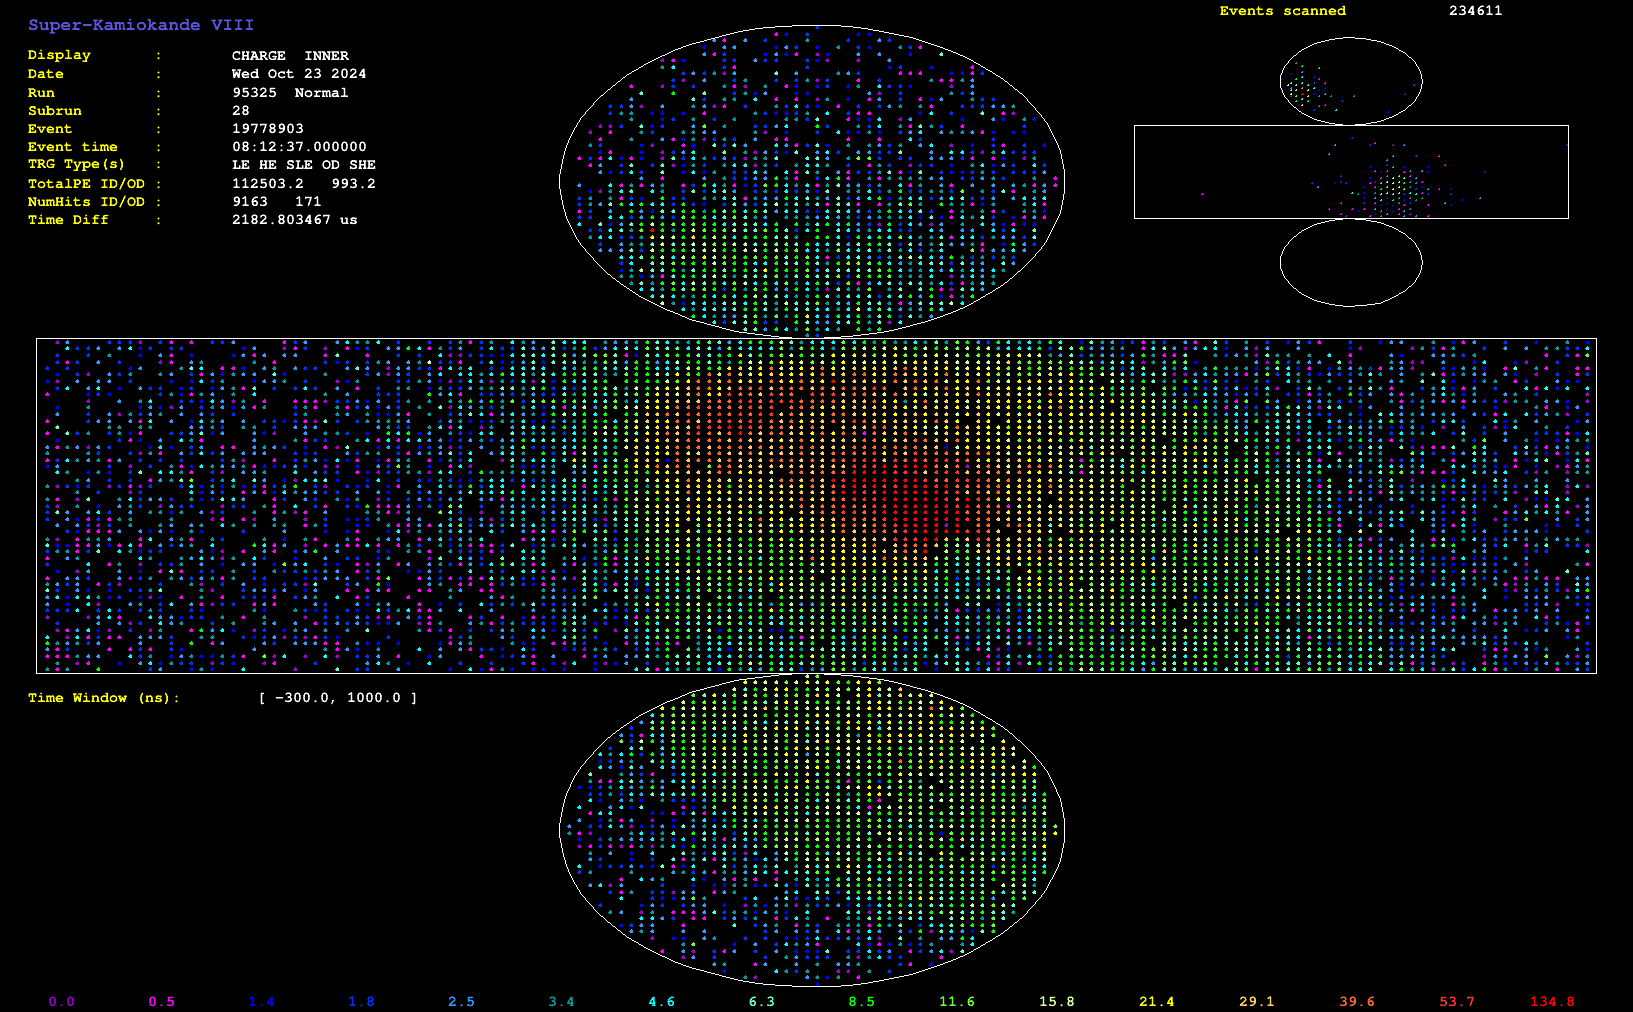 Super-Kamiokande VIII
Events scanned 234611
Display : CHARGE INNER
Date : Wed Oct 23 2024
Run : 95325 Normal
Subrun : 28
Event : 19778903
Event time : 08:12:37.000000
TRG Type(s) : LE HE SLE OD SHE
TotalPE ID/OD : 112503.2 993.2
NumHits ID/OD : 9163 171
Time Diff : 2182.803467 us
Time Window (ns): [ -300.0, 1000.0 ]
0.0 0.5 1.4 1.8 2.5 3.4 4.6 6.3 8.5 11.6 15.8 21.4 29.1 39.6 53.7 134.8